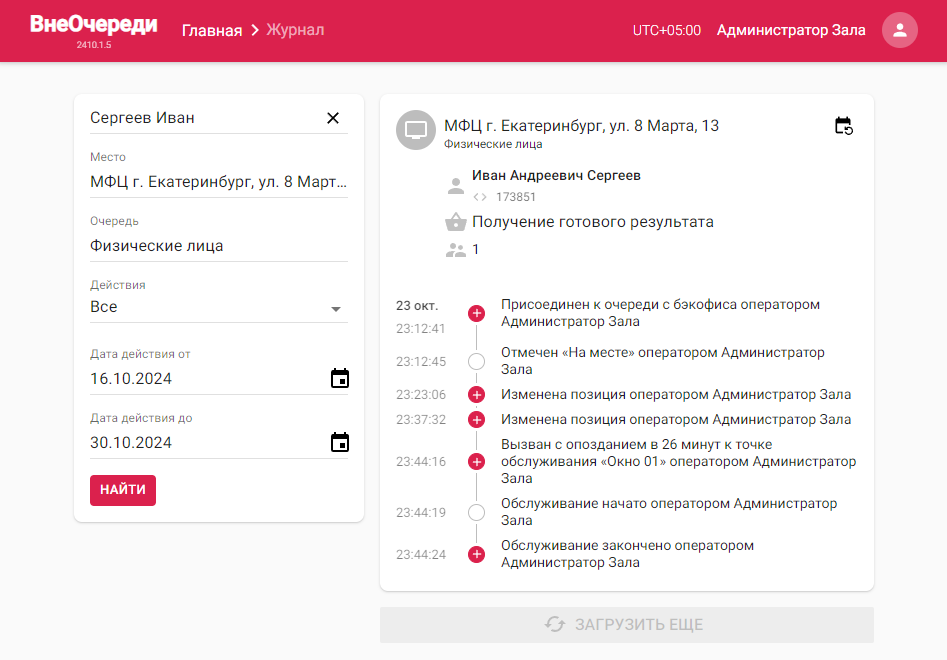 ВнеОчереди
2410.1.5
Главная
Журнал
UTC+05:00
Администратор Зала
Сергеев Иван
Место
МФЦ г. Екатеринбург, ул. 8 Март...
Очередь
Физические лица
Действия
Все
Дата действия от
16.10.2024
Дата действия до
30.10.2024
НАЙТИ
МФЦ г. Екатеринбург, ул. 8 Марта, 13
Физические лица
Иван Андреевич Сергеев
173851
Получение готового результата
1
23 окт.
23:12:41
Присоединен к очереди с бэкофиса оператором
Администратор Зала
23:12:45
Отмечен «На месте» оператором Администратор
Зала
23:23:06
Изменена позиция оператором Администратор Зала
23:37:32
Изменена позиция оператором Администратор Зала
23:44:16
Вызван с опозданием в 26 минут к точке
обслуживания «Окно 01» оператором Администратор
Зала
23:44:19
Обслуживание начато оператором Администратор
Зала
23:44:24
Обслуживание закончено оператором
Администратор Зала
ЗАГРУЗИТЬ ЕЩЕ